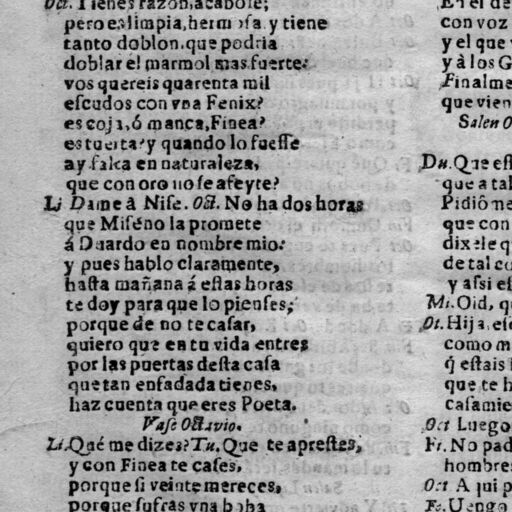 Oct. Tienes razon, acabose;
pero es limpia, hermosa, y tiene
tanto doblon, que podria
doblar el marmol mas fuerte:
vos quereis quarenta mil
escudos con vna Fenix?
es coja, ó manca, Finea?
es tuerta? y quando lo fuesse
ay falta en naturaleza,
que con oro no se afeyte?
Li Dame à Nise. Oct. No ha dos horas
que Miseno la promete
á Duardo en nombre mio:
y pues hablo claramente,
hasta mañana á estas horas
te doy para que lo pienses;
porque de no te casar,
quiero que en tu vida entres
por las puertas desta casa
que tan enfadada tienes,
haz cuenta que eres Poeta.
Vase Octavio.
Li. Qué me dizes? Tu. Que te aprestes,
y con Finea te cases,
porque si veinte mereces,
porque sufras vna boba
con voz
y el que
y à los G
Finalme
que vien
Salen O
Du. Que est
que a tal
Pidiô me
que con
dixele q
de tal co
y assi es
Mi. Oid, qu
Ot. Hija, es
como m
q̃ estais
que te h
casamie
Oct Luego
Fe. No pad
hombre
Oct A qui p
Fe. Uengo